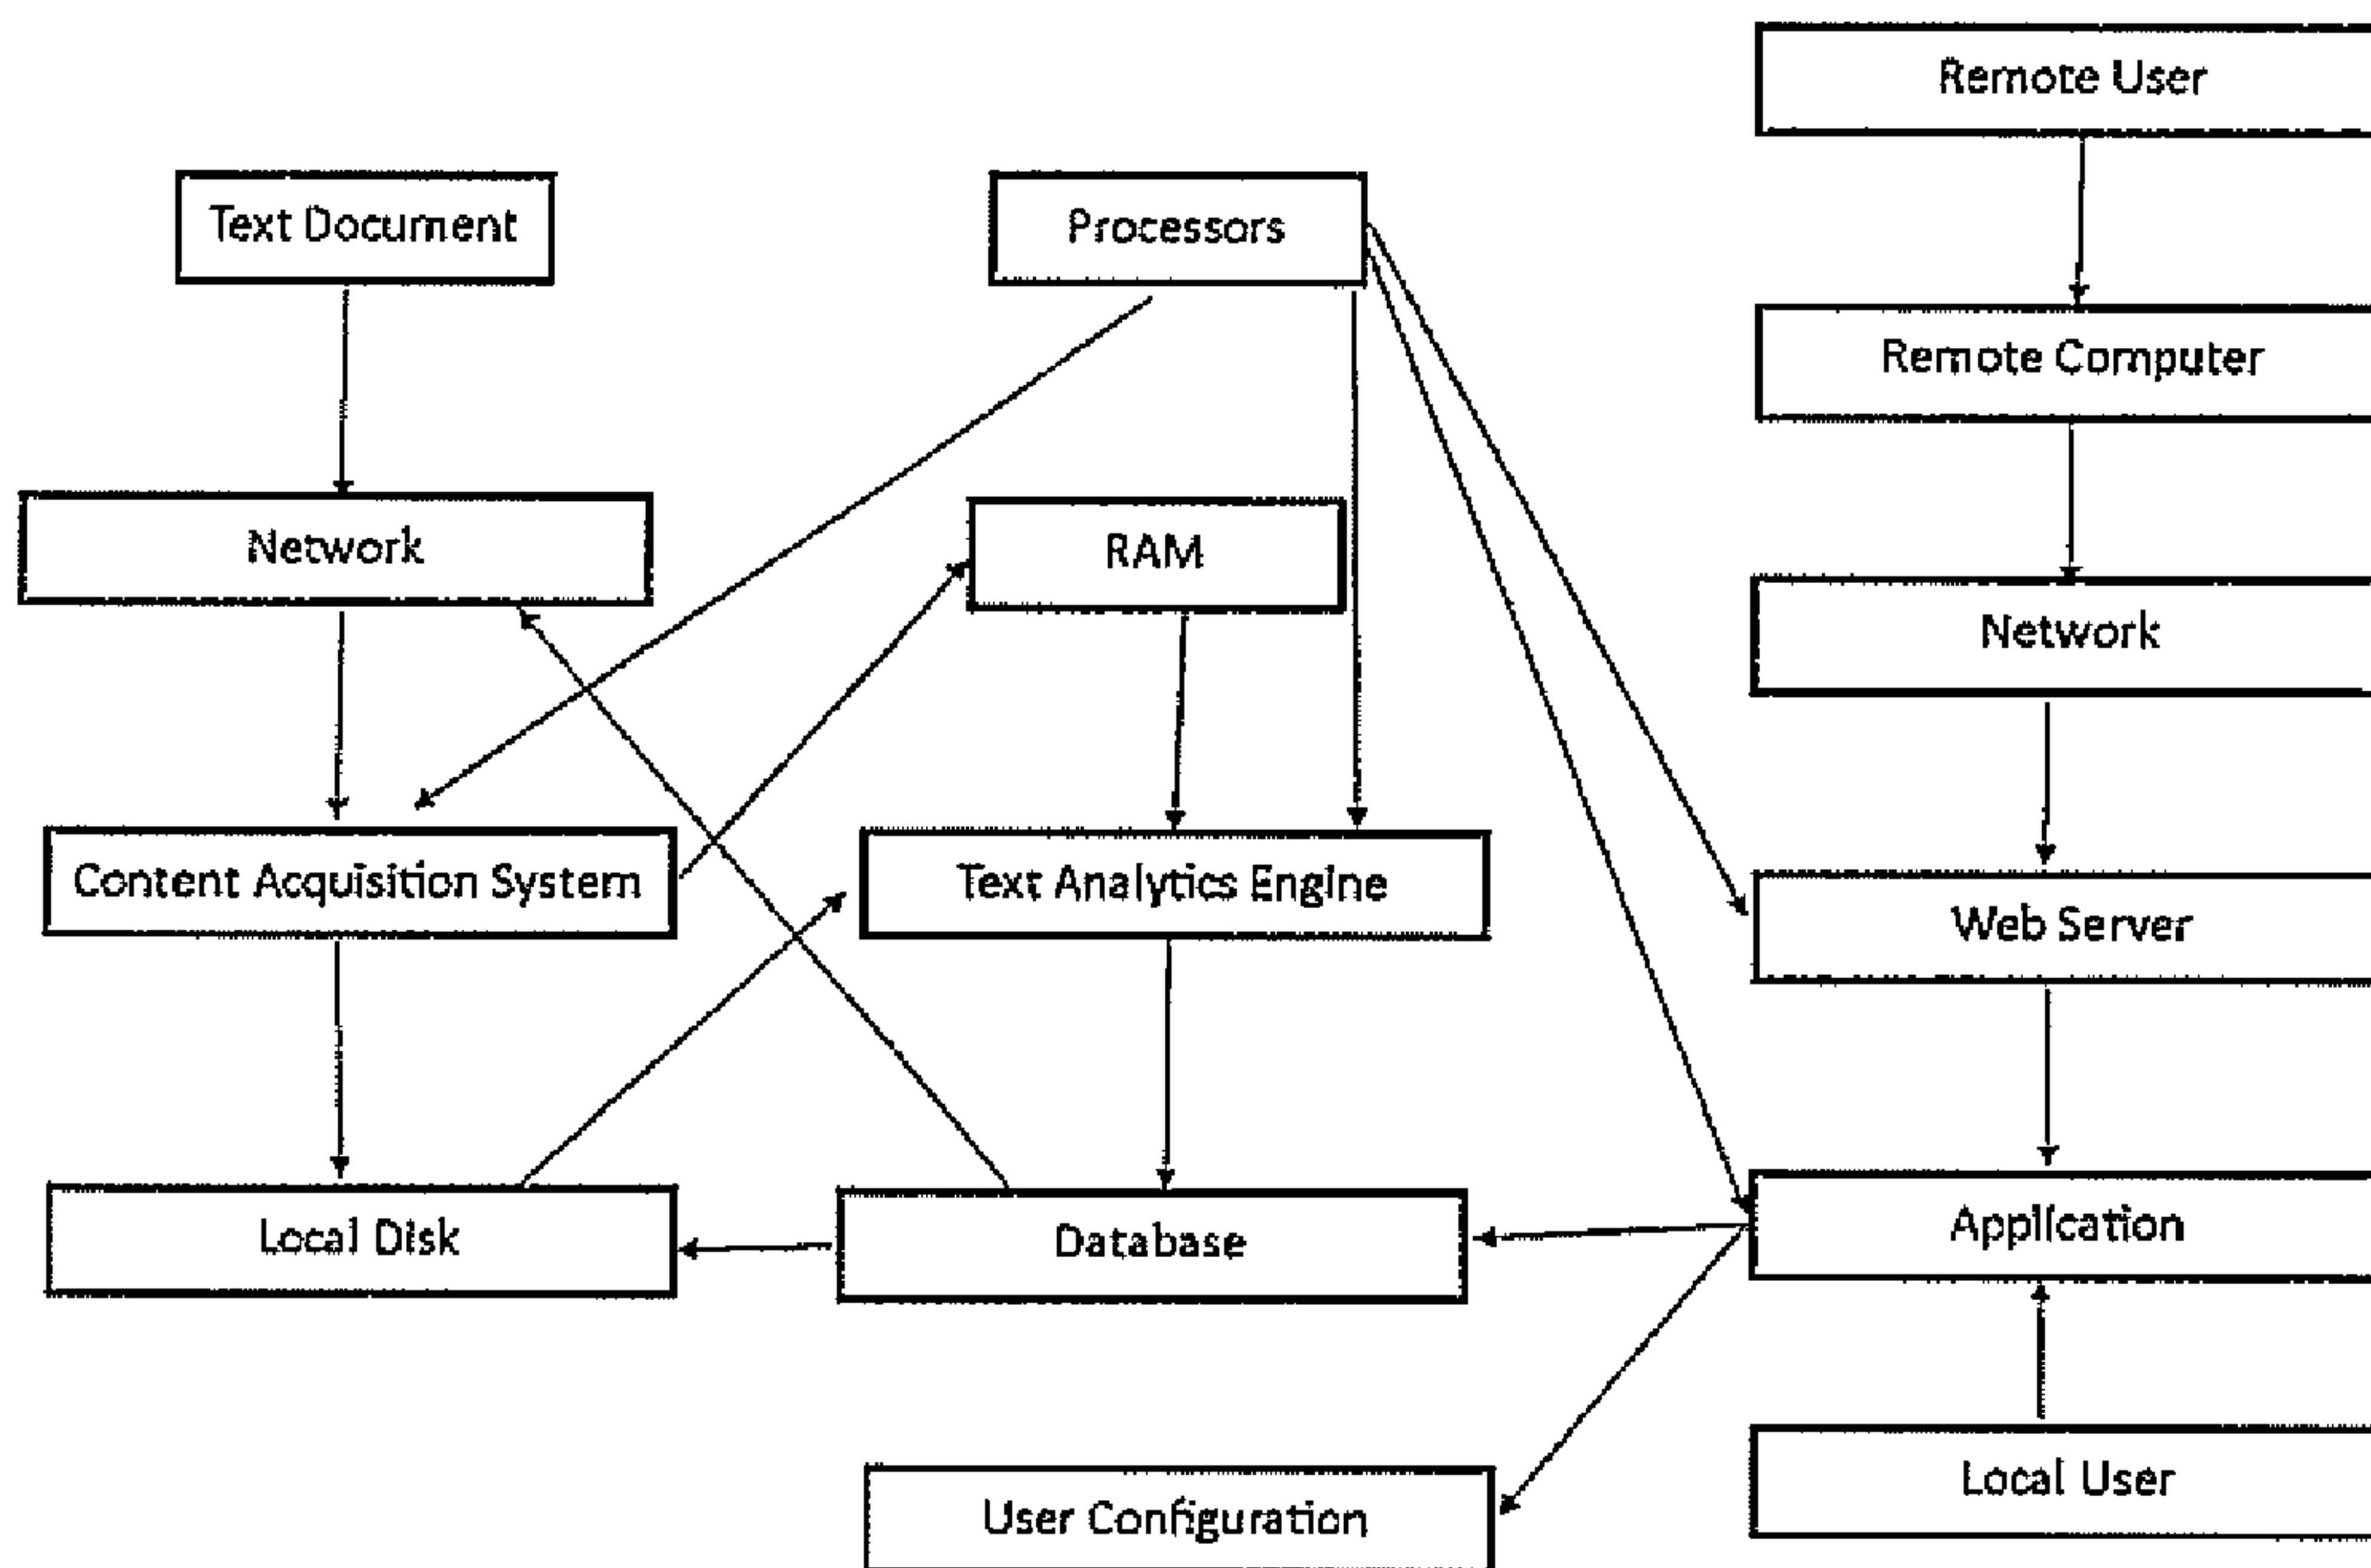 Remote User
Text Document
Processors
Remote Computer
Network
RAM
Network
Content Acquisition System
Text Analytics Engine
Web Server
Local Disk
Database
Application
User Configuration
Local User